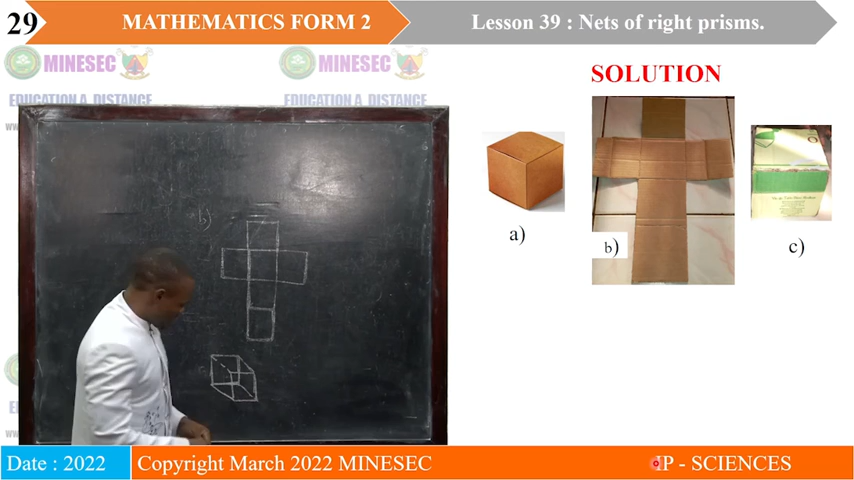 29
MATHEMATICS FORM 2
Lesson 39 : Nets of right prisms.
MINESEC
MINESEC
EDUCATION A DISTANCE
EDUCATION A DISTANCE
SOLUTION
b)
a)
b)
c)
Date : 2022
Copyright March 2022 MINESEC
IP - SCIENCES